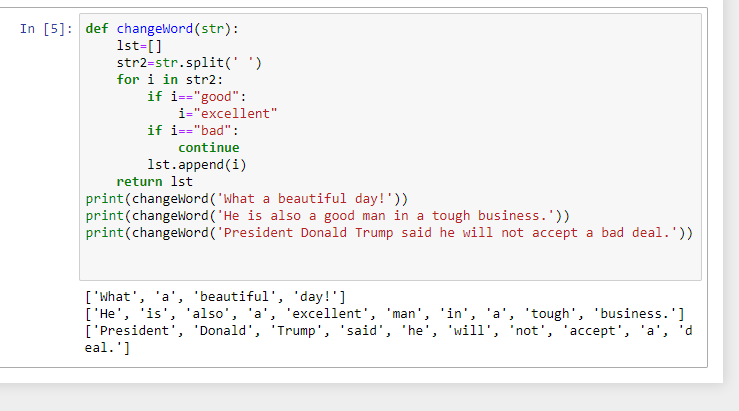 In [5]: def changeWord(str):
    lst=[]
    str2=str.split(' ')
    for i in str2:
        if i=="good":
            i="excellent"
        if i=="bad":
            continue
        lst.append(i)
    return lst
print(changeWord('What a beautiful day!'))
print(changeWord('He is also a good man in a tough business.'))
print(changeWord('President Donald Trump said he will not accept a bad deal.'))
['What', 'a', 'beautiful', 'day!']
['He', 'is', 'also', 'a', 'excellent', 'man', 'in', 'a', 'tough', 'business.']
['President', 'Donald', 'Trump', 'said', 'he', 'will', 'not', 'accept', 'a', 'd
eal.']